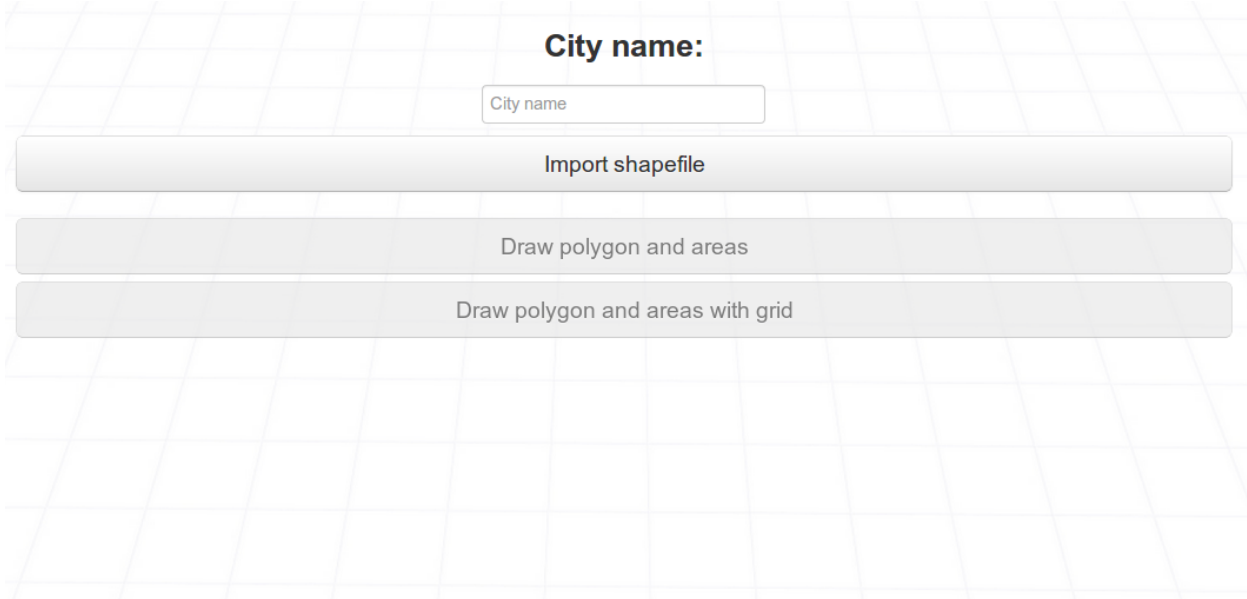 City name:
City name
Import shapefile
Draw polygon and areas
Draw polygon and areas with grid